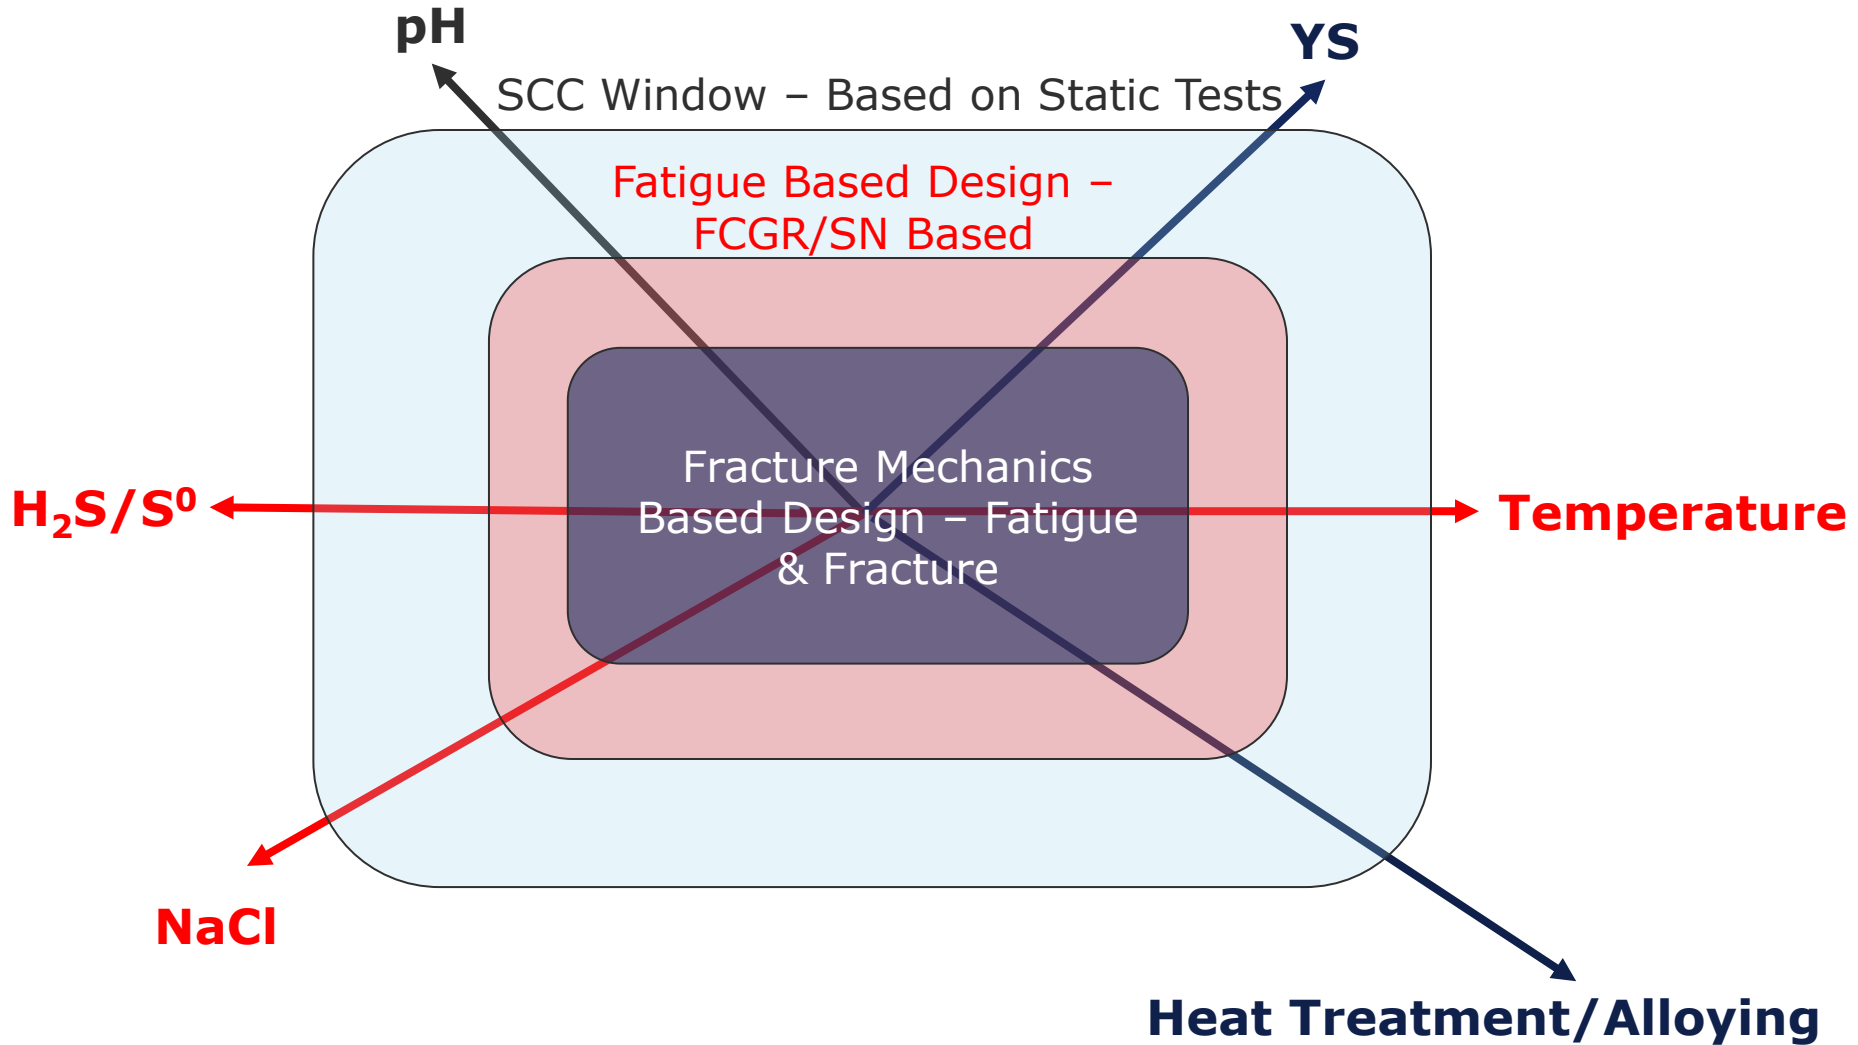 pH
YS
SCC Window – Based on Static Tests
Fatigue Based Design –
FCGR/SN Based
Fracture Mechanics
Based Design – Fatigue
& Fracture
H₂S/S⁰
Temperature
NaCl
Heat Treatment/Alloying